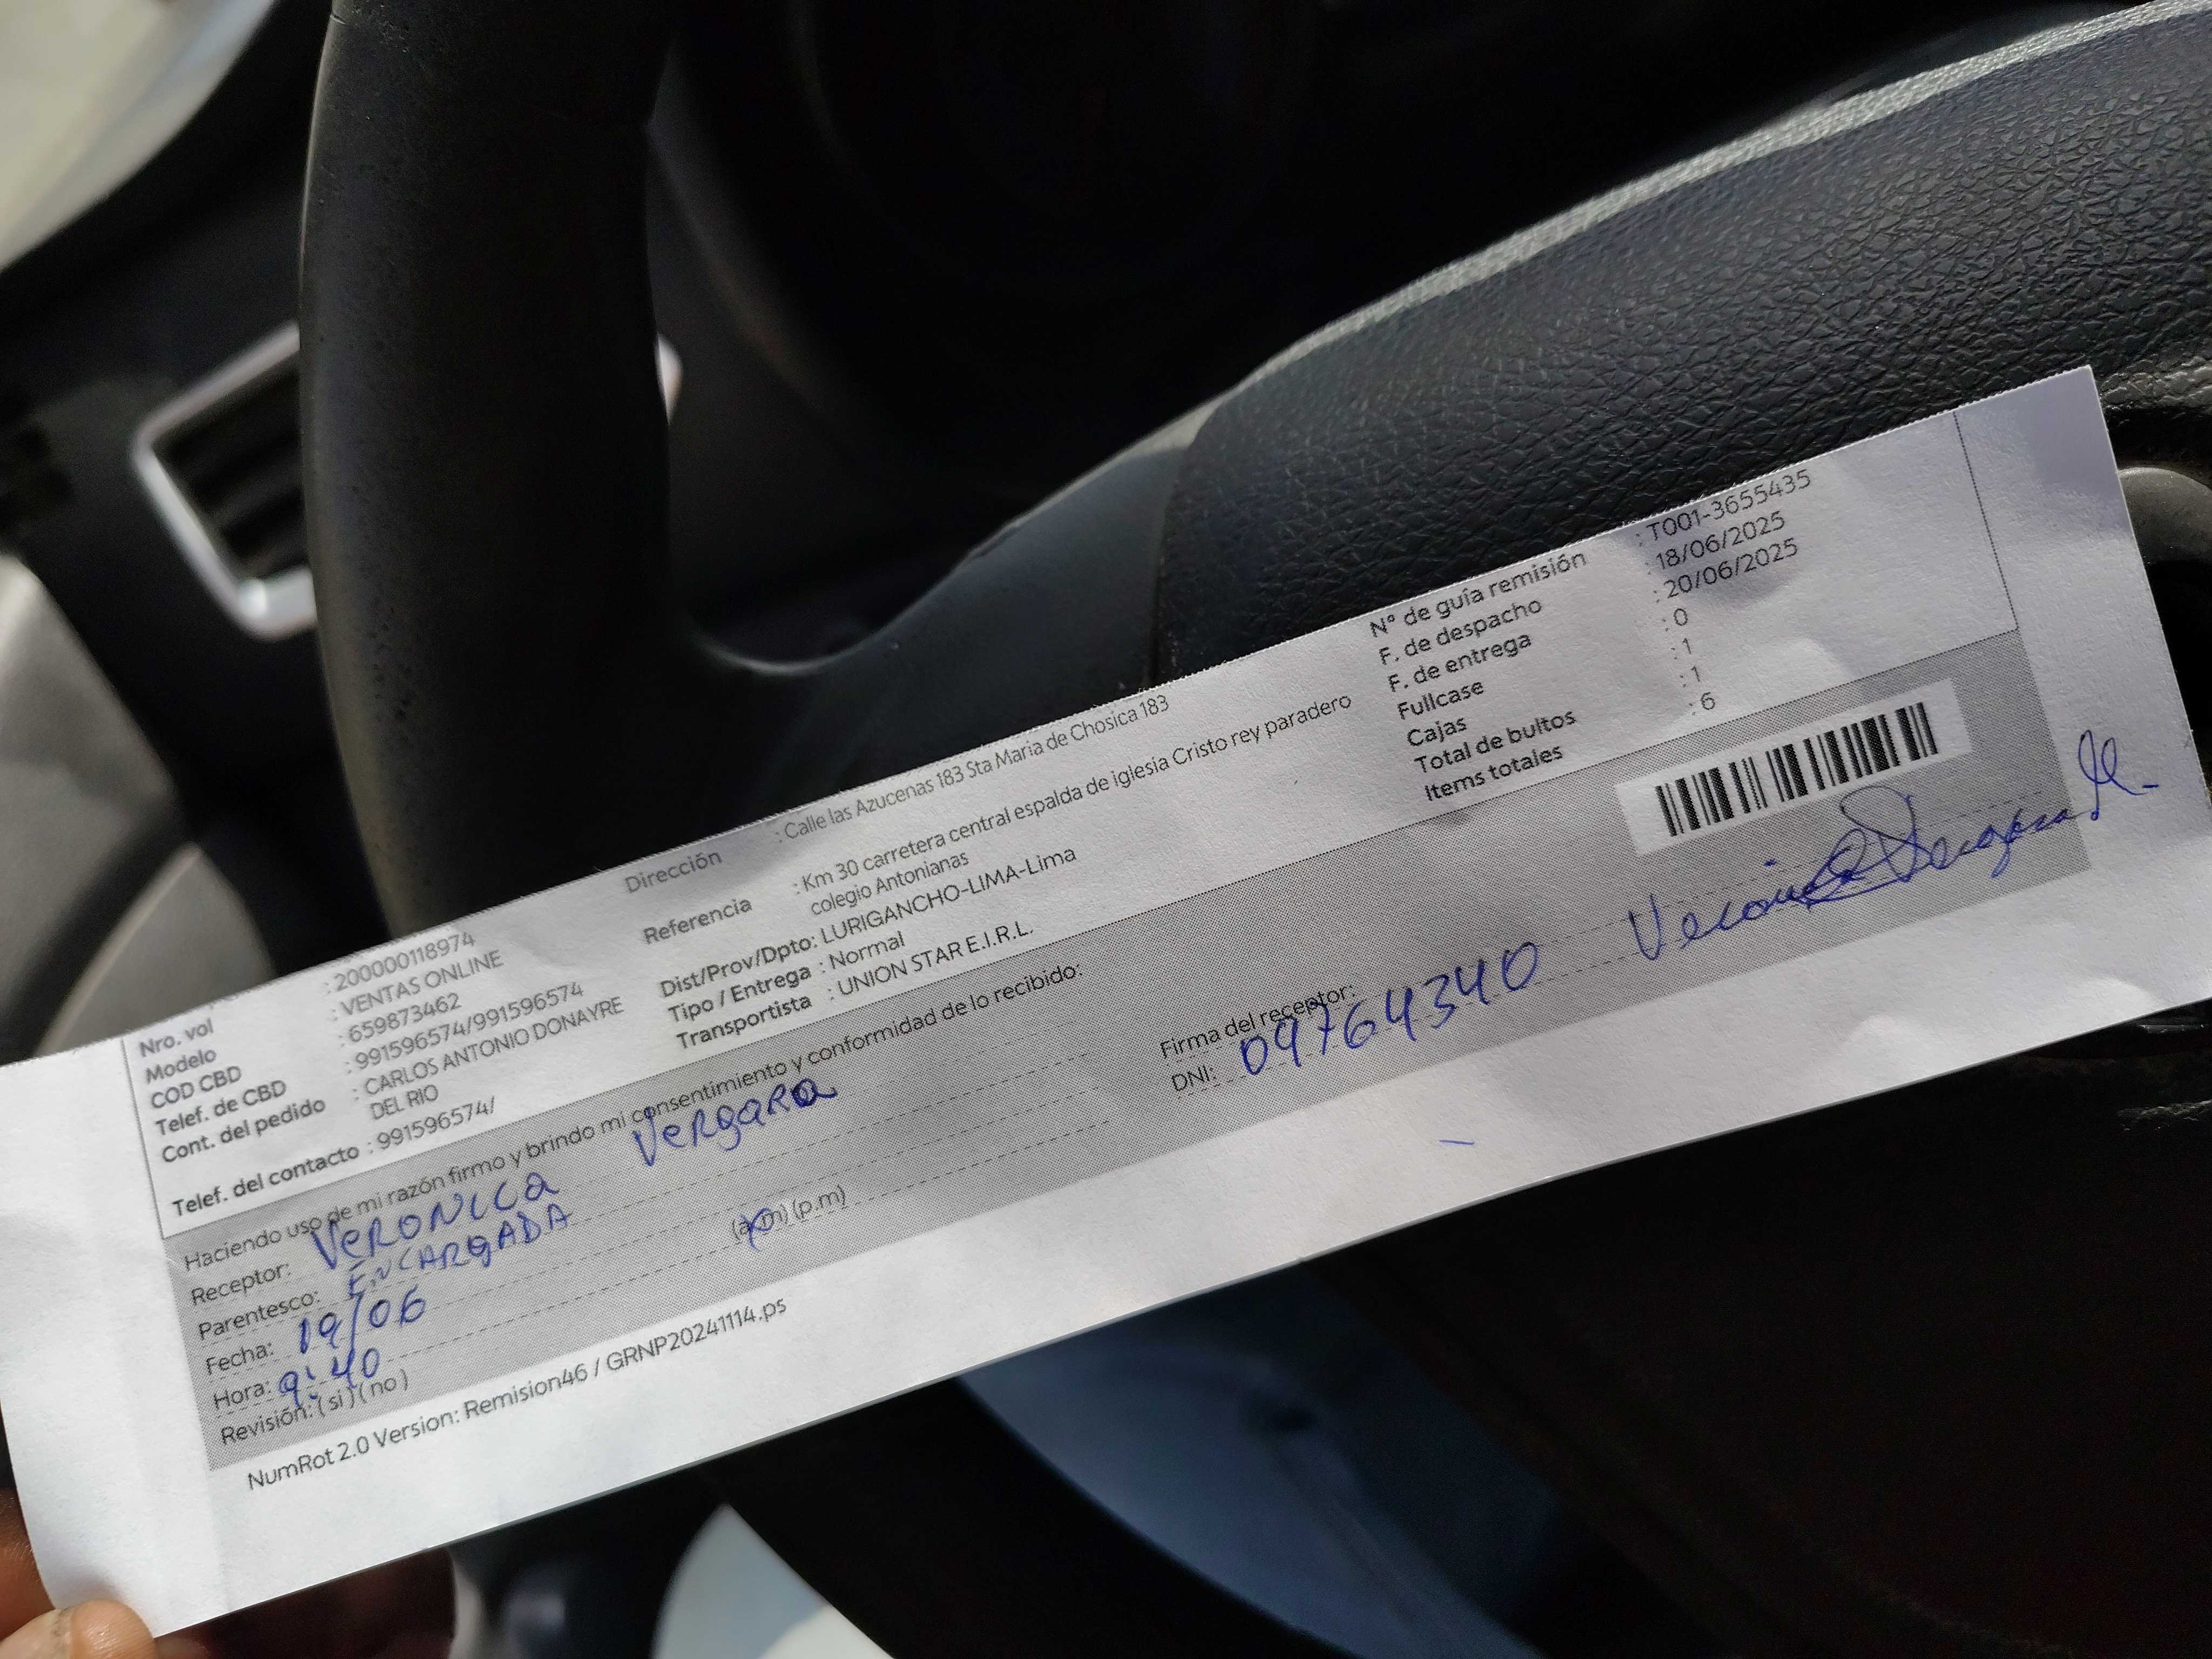 Nro. vol : 200000118974
Modelo : VENTAS ONLINE
COD CBD : 659873462
Telef. de CBD : 991596574/991596574
Cont. del pedido : CARLOS ANTONIO DONAYRE
DEL RIO
Telef. del contacto : 991596574/
Dirección : Calle las Azucenas 183 Sta Maria de Chosica 183
Referencia : Km 30 carretera central espalda de iglesia Cristo rey paradero
colegio Antonianas
Dist/Prov/Dpto: LURIGANCHO-LIMA-Lima
Tipo / Entrega : Normal
Transportista : UNION STAR E.I.R.L.
N° de guía remisión : T001-3655435
F. de despacho : 18/06/2025
F. de entrega : 20/06/2025
Fullcase : 0
Cajas : 1
Total de bultos : 1
Items totales : 6
Haciendo uso de mi razón firmo y brindo mi consentimiento y conformidad de lo recibido:
Receptor: VERONICA VERGARA
Parentesco: ENCARGADA
Fecha: 19/06
Hora: 9:40 (a.m) (p.m)
Revisión: ( si ) ( no )
Firma del receptor: Veronica Vergara
DNI: 09764340
NumRot 2.0 Version: Remision46 / GRNP20241114.ps